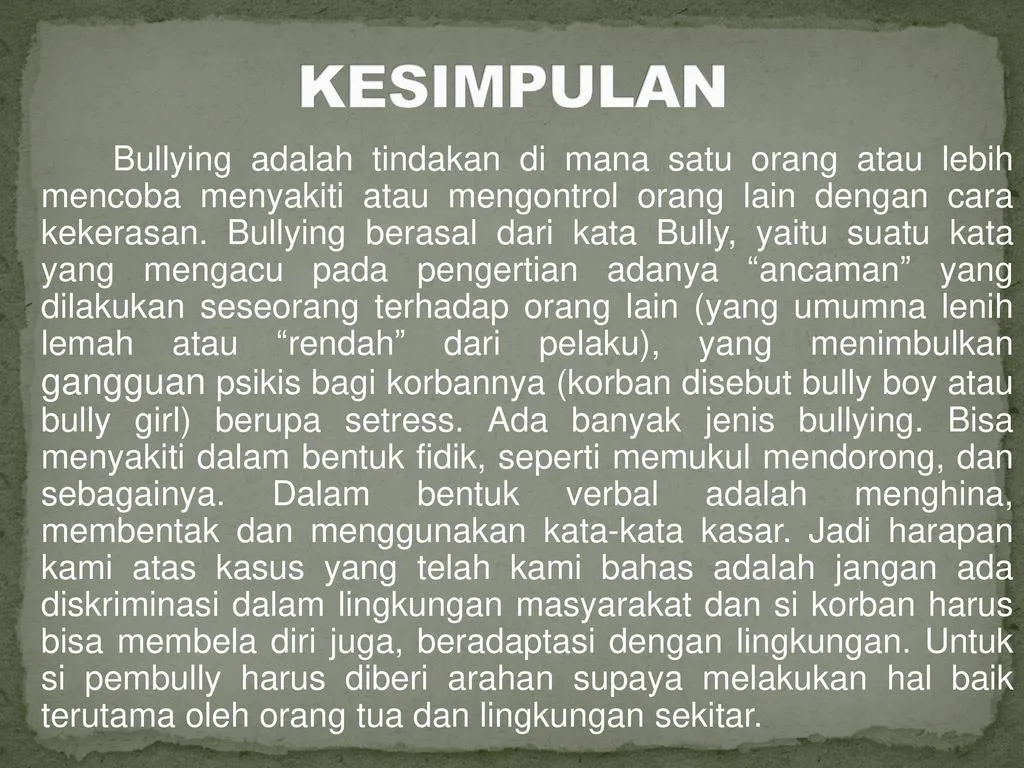 KESIMPULAN
Bullying adalah tindakan di mana satu orang atau lebih
mencoba menyakiti atau mengontrol orang lain dengan cara
kekerasan. Bullying berasal dari kata Bully, yaitu suatu kata
yang mengacu pada pengertian adanya “ancaman” yang
dilakukan seseorang terhadap orang lain (yang umumna lenih
lemah atau “rendah” dari pelaku), yang menimbulkan
gangguan psikis bagi korbannya (korban disebut bully boy atau
bully girl) berupa setress. Ada banyak jenis bullying. Bisa
menyakiti dalam bentuk fidik, seperti memukul mendorong, dan
sebagainya. Dalam bentuk verbal adalah menghina,
membentak dan menggunakan kata-kata kasar. Jadi harapan
kami atas kasus yang telah kami bahas adalah jangan ada
diskriminasi dalam lingkungan masyarakat dan si korban harus
bisa membela diri juga, beradaptasi dengan lingkungan. Untuk
si pembully harus diberi arahan supaya melakukan hal baik
terutama oleh orang tua dan lingkungan sekitar.